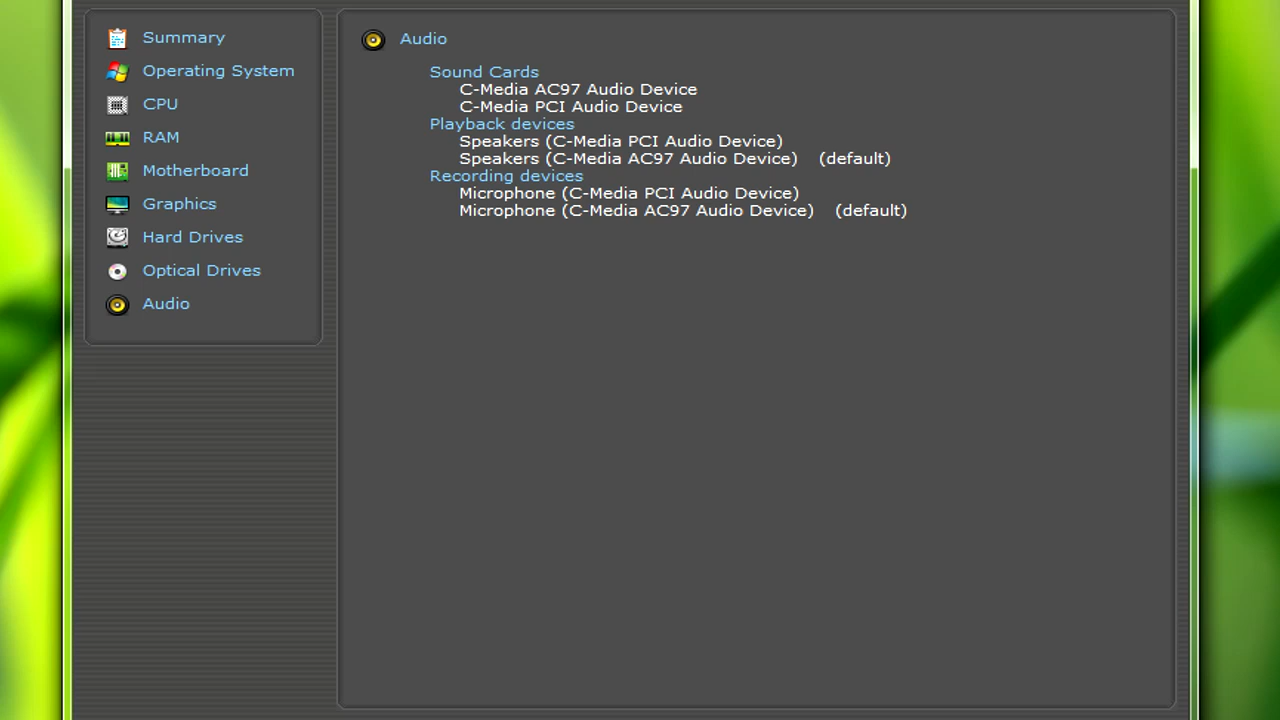 Summary
Operating System
CPU
RAM
Motherboard
Graphics
Hard Drives
Optical Drives
Audio
Audio
Sound Cards
C-Media AC97 Audio Device
C-Media PCI Audio Device
Playback devices
Speakers (C-Media PCI Audio Device)
Speakers (C-Media AC97 Audio Device) (default)
Recording devices
Microphone (C-Media PCI Audio Device)
Microphone (C-Media AC97 Audio Device) (default)